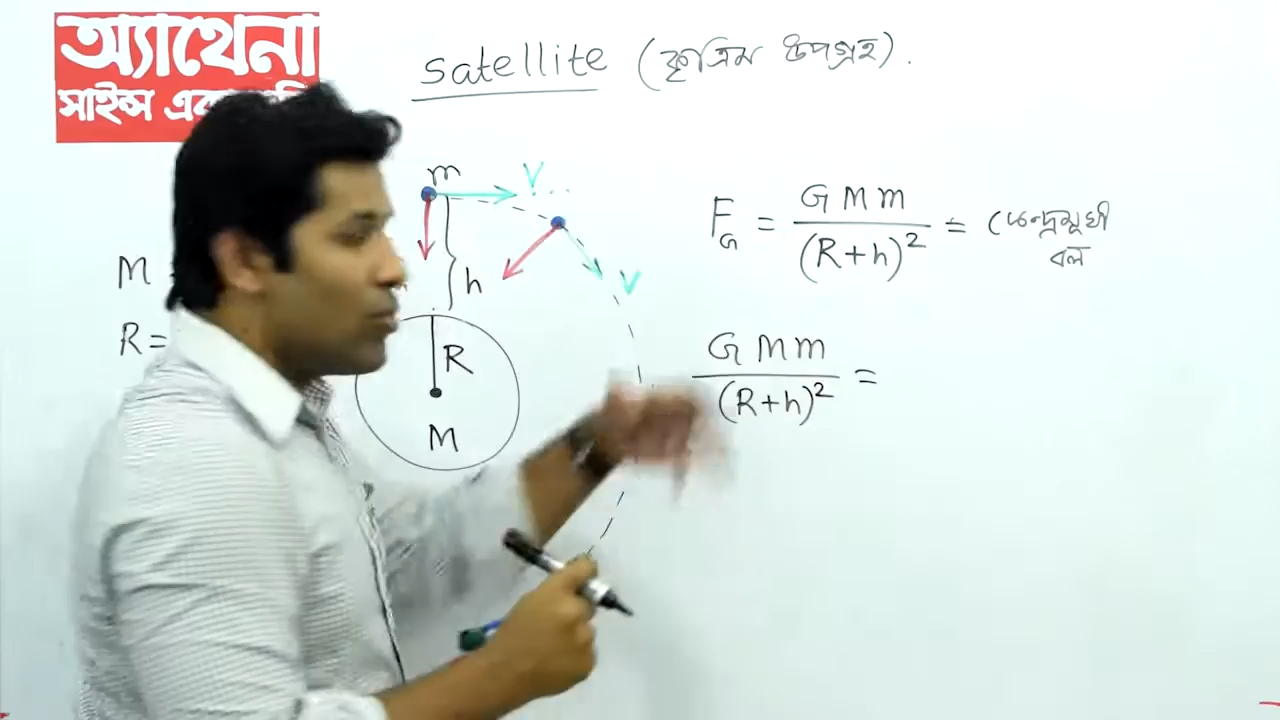 অ্যাথেনা
সাইন্স
Satellite (কৃত্রিম উপগ্রহ).
m
V
h
V
R
M
M
R=
F_G = GMm/(R+h)² = কেন্দ্রমুখী
বল
GMm/(R+h)² =